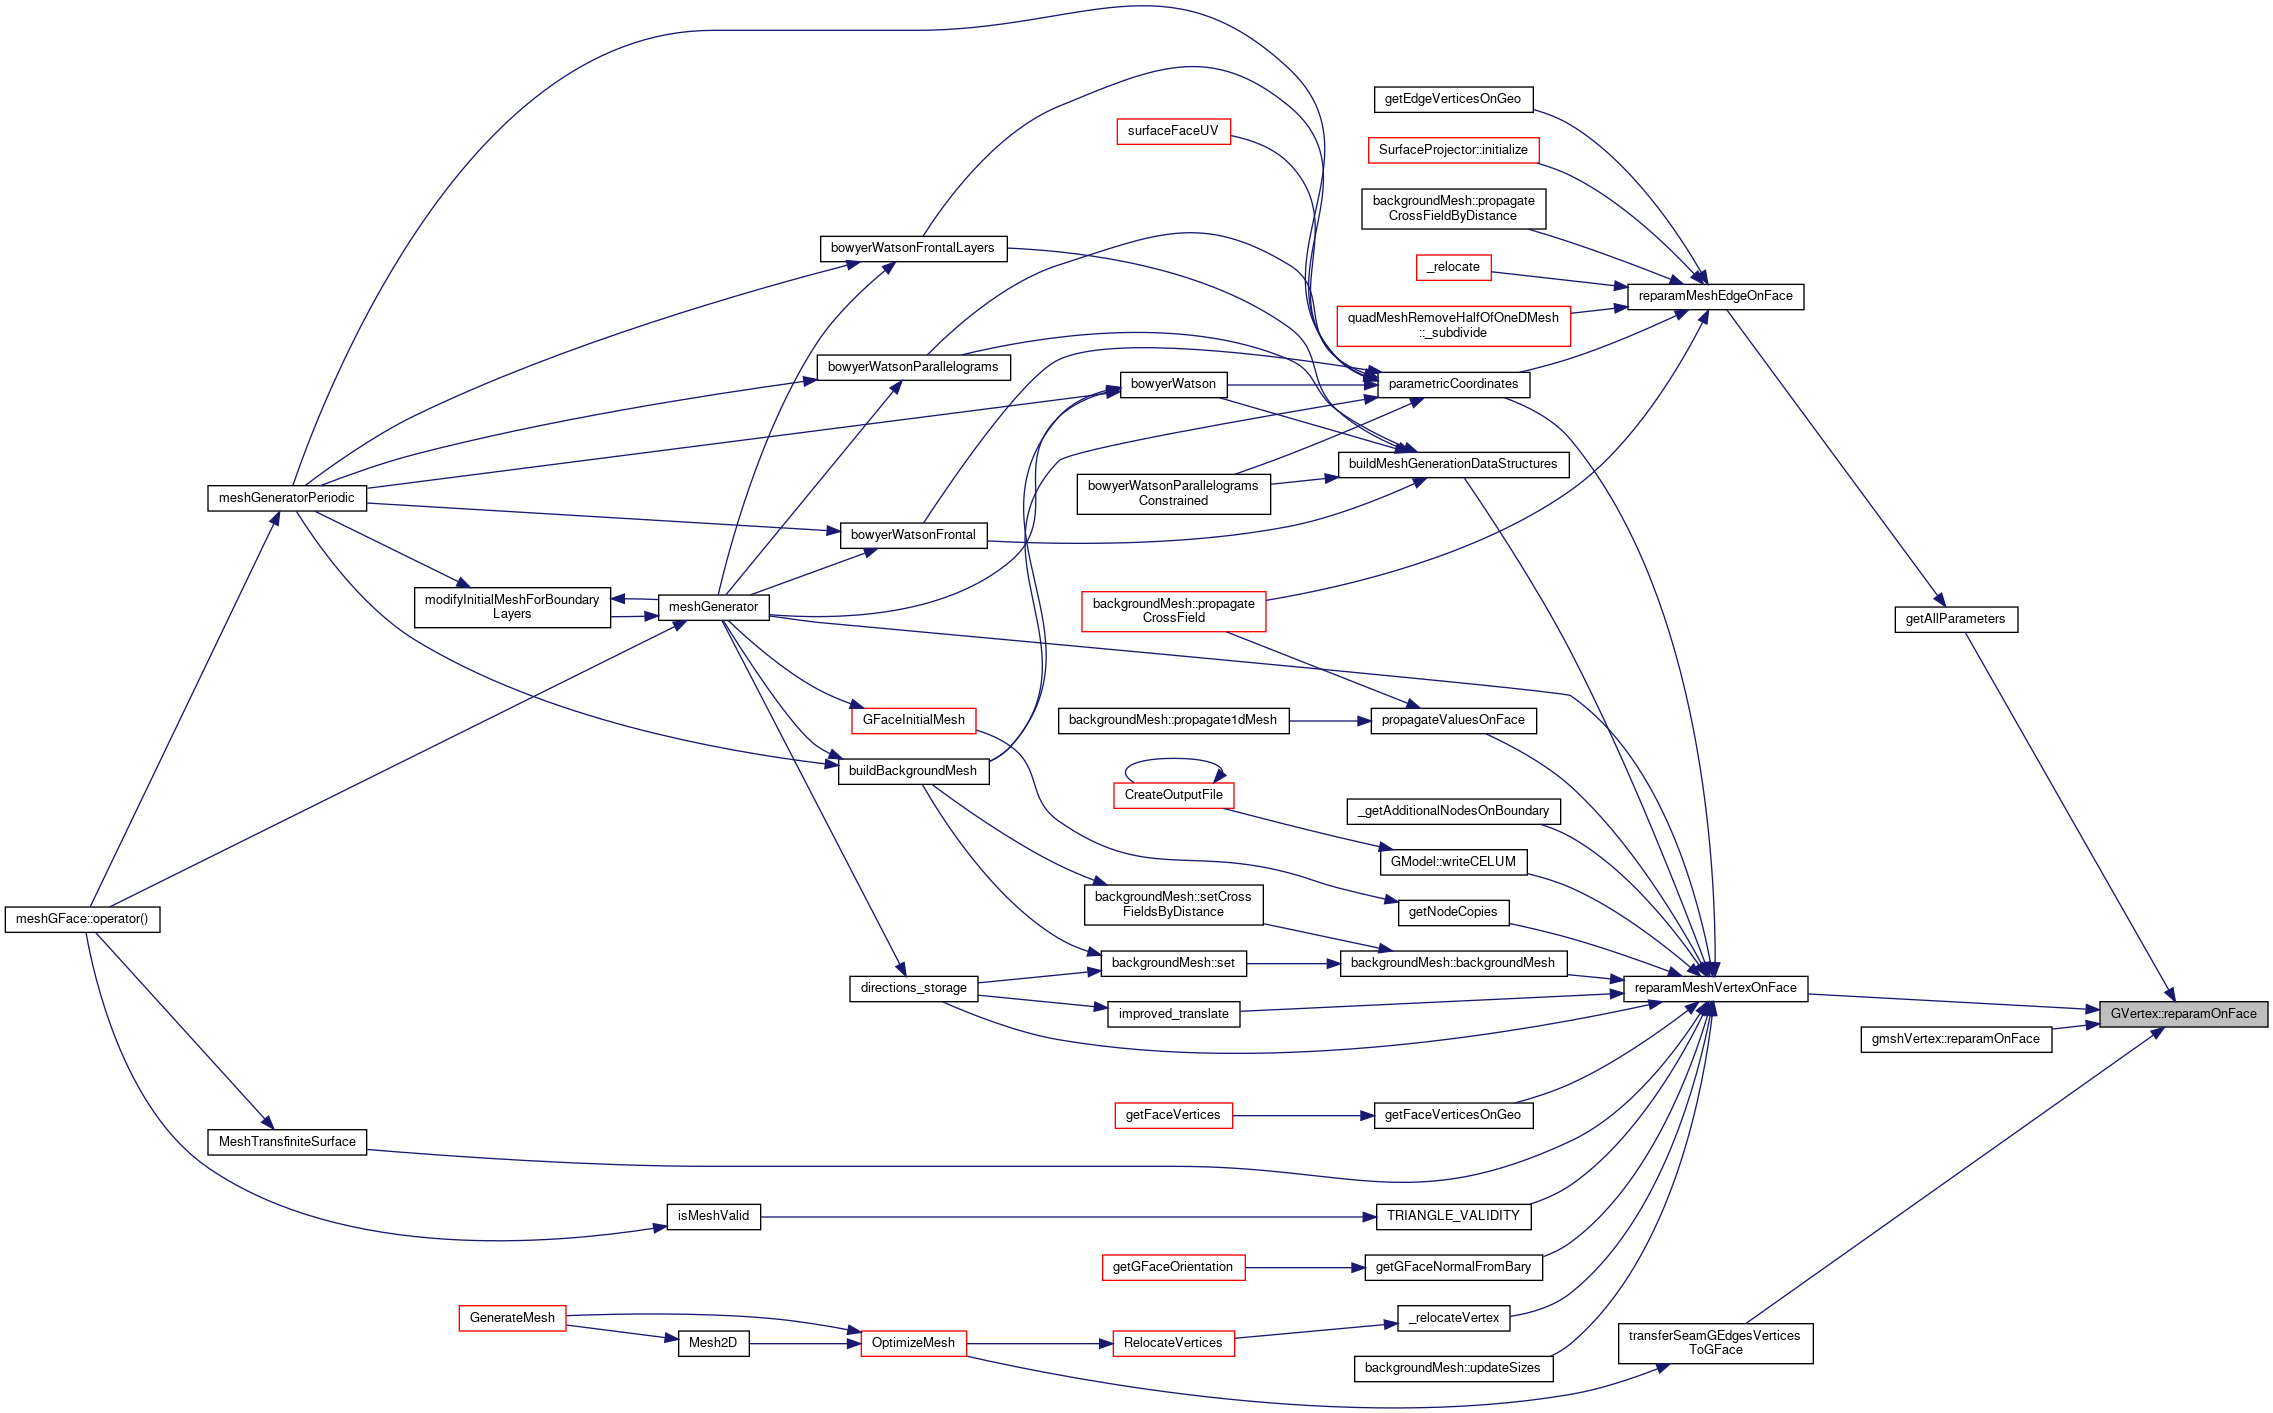 getEdgeVerticesOnGeo
surfaceFaceUV
SurfaceProjector::initialize
backgroundMesh::propagate
CrossFieldByDistance
bowyerWatsonFrontalLayers
_relocate
reparamMeshEdgeOnFace
quadMeshRemoveHalfOfOneDMesh
::_subdivide
bowyerWatsonParallelograms
bowyerWatson
parametricCoordinates
buildMeshGenerationDataStructures
meshGeneratorPeriodic
bowyerWatsonParallelograms
Constrained
bowyerWatsonFrontal
modifyInitialMeshForBoundary
Layers
meshGenerator
backgroundMesh::propagate
CrossField
getAllParameters
GFaceInitialMesh
backgroundMesh::propagate1dMesh
propagateValuesOnFace
buildBackgroundMesh
CreateOutputFile
_getAdditionalNodesOnBoundary
GModel::writeCELUM
backgroundMesh::setCross
FieldsByDistance
getNodeCopies
meshGFace::operator()
backgroundMesh::set
backgroundMesh::backgroundMesh
directions_storage
reparamMeshVertexOnFace
improved_translate
GVertex::reparamOnFace
gmshVertex::reparamOnFace
getFaceVertices
getFaceVerticesOnGeo
MeshTransfiniteSurface
isMeshValid
TRIANGLE_VALIDITY
getGFaceOrientation
getGFaceNormalFromBary
GenerateMesh
_relocateVertex
Mesh2D
OptimizeMesh
RelocateVertices
transferSeamGEdgesVertices
ToGFace
backgroundMesh::updateSizes